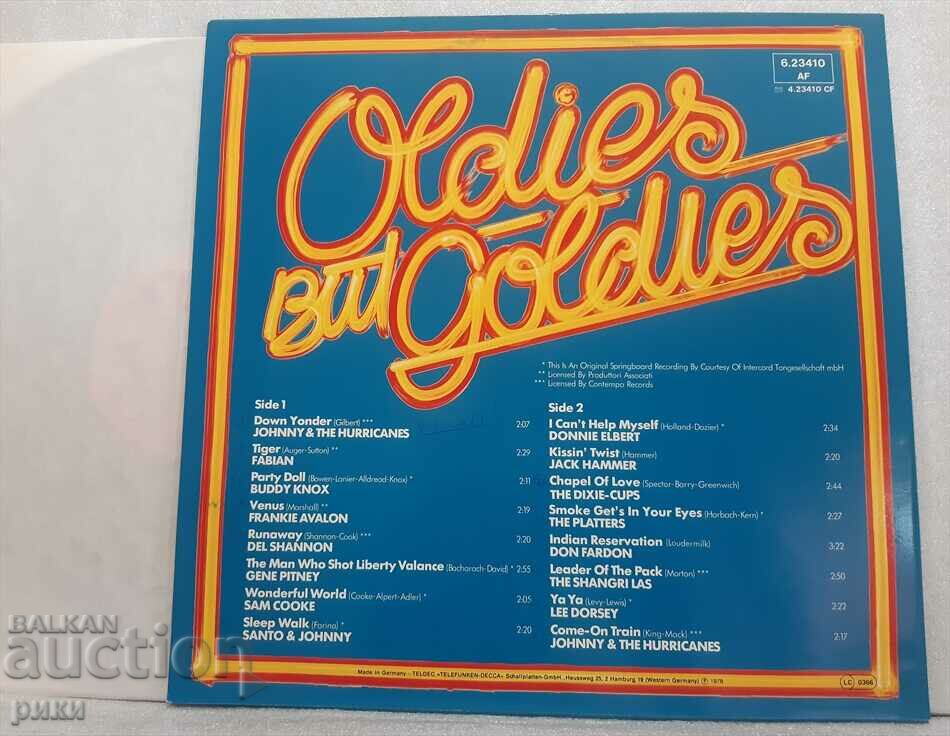 6.23410
AF
4.23410 CF
Oldies
But Goldies
* This Is An Original Springboard Recording By Courtesy Of Intercord Tongesellschaft mbH
** Licensed By Produttori Associati
*** Licensed By Contempo Records
Side 1
Down Yonder (Gilbert) *** 2:07
JOHNNY & THE HURRICANES
Tiger (Auger-Sutton) ** 2:29
FABIAN
Party Doll (Bowen-Lanier-Alldread-Knox) * 2:11
BUDDY KNOX
Venus (Marshall) ** 2:19
FRANKIE AVALON
Runaway (Shannon-Cook) *** 2:20
DEL SHANNON
The Man Who Shot Liberty Valance (Bacharach-David) * 2:55
GENE PITNEY
Wonderful World (Cooke-Alpert-Adler) * 2:05
SAM COOKE
Sleep Walk (Farina) * 2:20
SANTO & JOHNNY
Side 2
I Can't Help Myself (Holland-Dozier) * 2:34
DONNIE ELBERT
Kissin' Twist (Hammer) 2:20
JACK HAMMER
Chapel Of Love (Spector-Barry-Greenwich) 2:44
THE DIXIE-CUPS
Smoke Get's In Your Eyes (Harbach-Kern) * 2:27
THE PLATTERS
Indian Reservation (Loudermilk) 3:22
DON FARDON
Leader Of The Pack (Morton) *** 2:50
THE SHANGRI LAS
Ya Ya (Levy-Lewis) * 2:22
LEE DORSEY
Come-On Train (King-Mack) *** 2:17
JOHNNY & THE HURRICANES
Made in Germany – TELDEC »TELEFUNKEN-DECCA« Schallplatten-GmbH., Heussweg 25, 2 Hamburg 19 (Western Germany) Ⓟ 1978
LC 0366
BALKAN
auction
рики